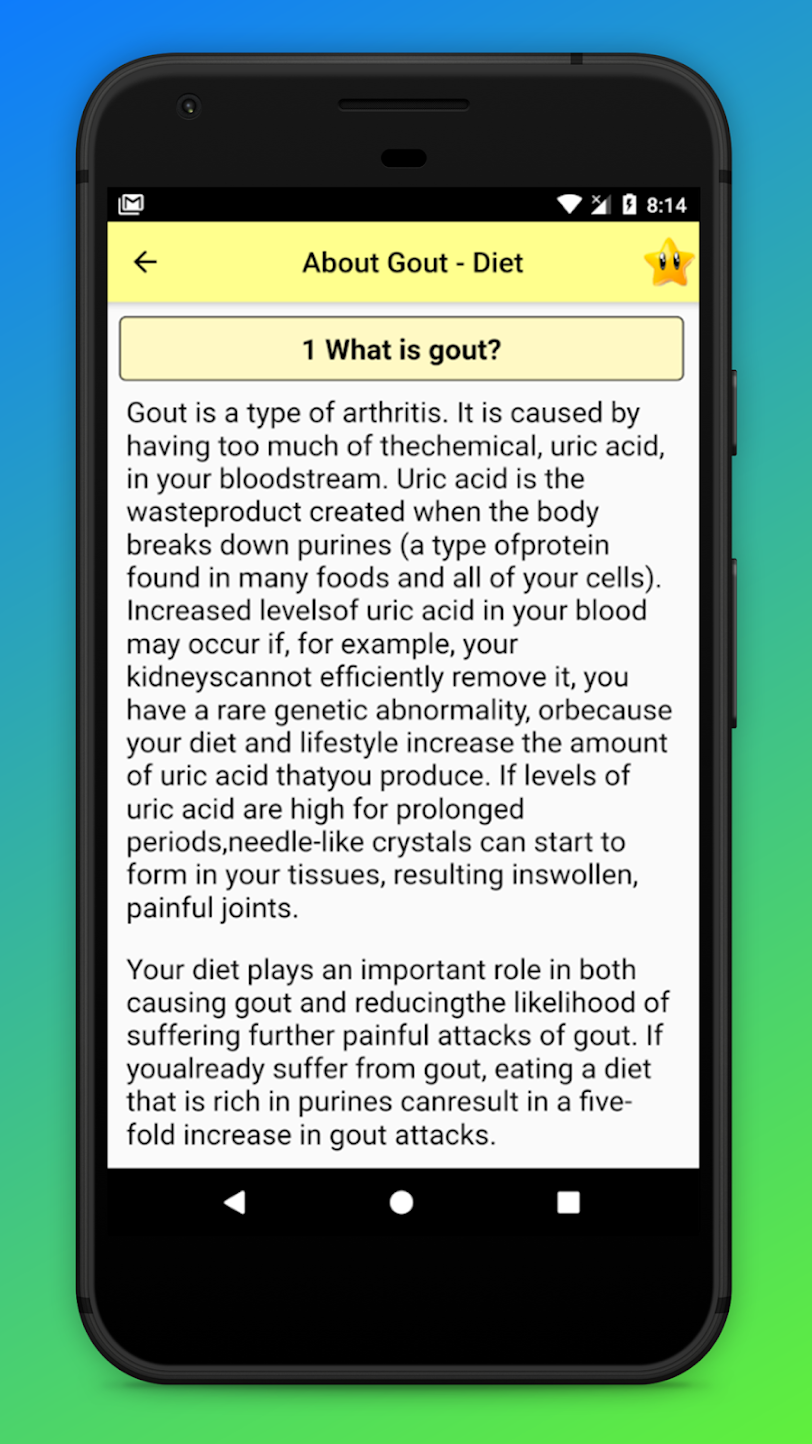 8:14
About Gout - Diet
1 What is gout?
Gout is a type of arthritis. It is caused by
having too much of thechemical, uric acid,
in your bloodstream. Uric acid is the
wasteproduct created when the body
breaks down purines (a type ofprotein
found in many foods and all of your cells).
Increased levelsof uric acid in your blood
may occur if, for example, your
kidneyscannot efficiently remove it, you
have a rare genetic abnormality, orbecause
your diet and lifestyle increase the amount
of uric acid thatyou produce. If levels of
uric acid are high for prolonged
periods,needle-like crystals can start to
form in your tissues, resulting inswollen,
painful joints.
Your diet plays an important role in both
causing gout and reducingthe likelihood of
suffering further painful attacks of gout. If
youalready suffer from gout, eating a diet
that is rich in purines canresult in a five-
fold increase in gout attacks.